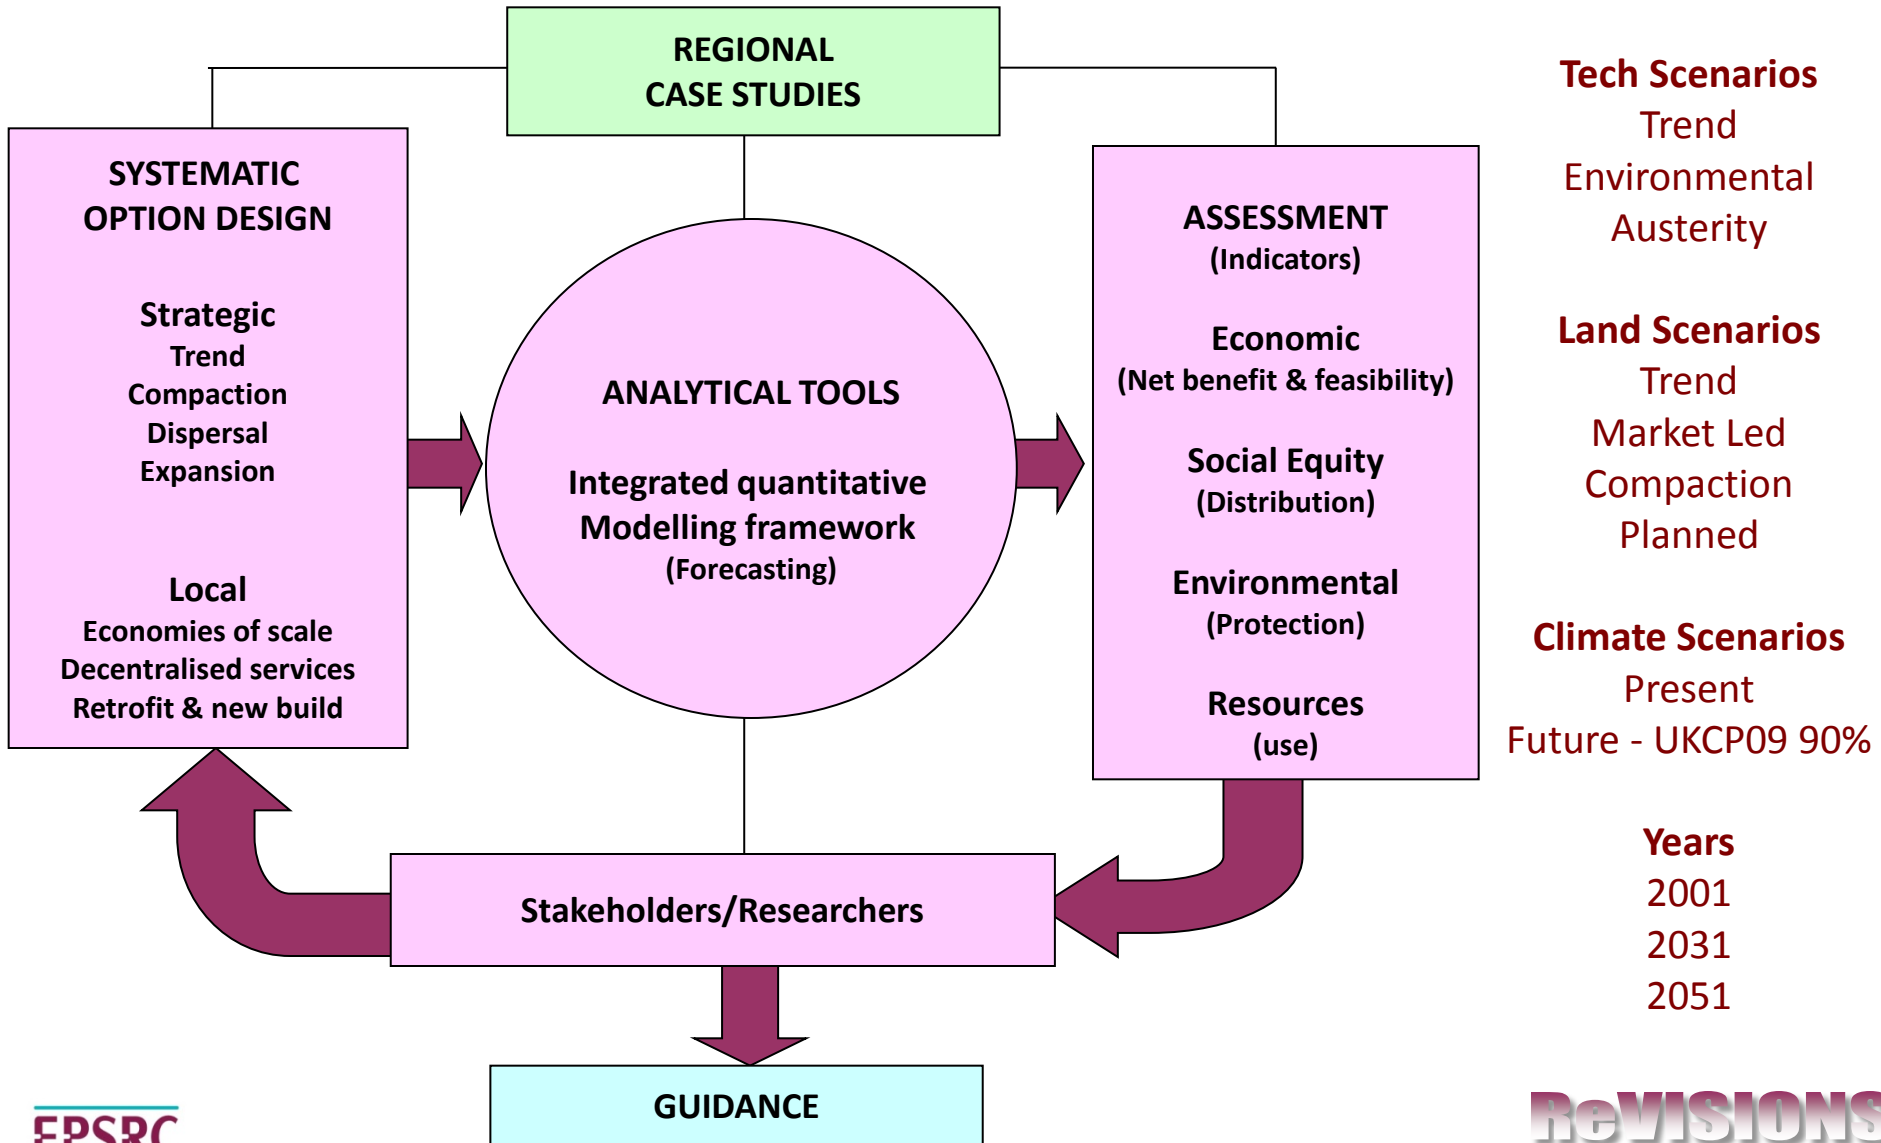 REGIONAL
CASE STUDIES
SYSTEMATIC
OPTION DESIGN
Strategic
Trend
Compaction
Dispersal
Expansion
Local
Economies of scale
Decentralised services
Retrofit & new build
ANALYTICAL TOOLS
Integrated quantitative
Modelling framework
(Forecasting)
ASSESSMENT
(Indicators)
Economic
(Net benefit & feasibility)
Social Equity
(Distribution)
Environmental
(Protection)
Resources
(use)
Stakeholders/Researchers
GUIDANCE
Tech Scenarios
Trend
Environmental
Austerity
Land Scenarios
Trend
Market Led
Compaction
Planned
Climate Scenarios
Present
Future - UKCP09 90%
Years
2001
2031
2051
EPSRC
ReVISIONS